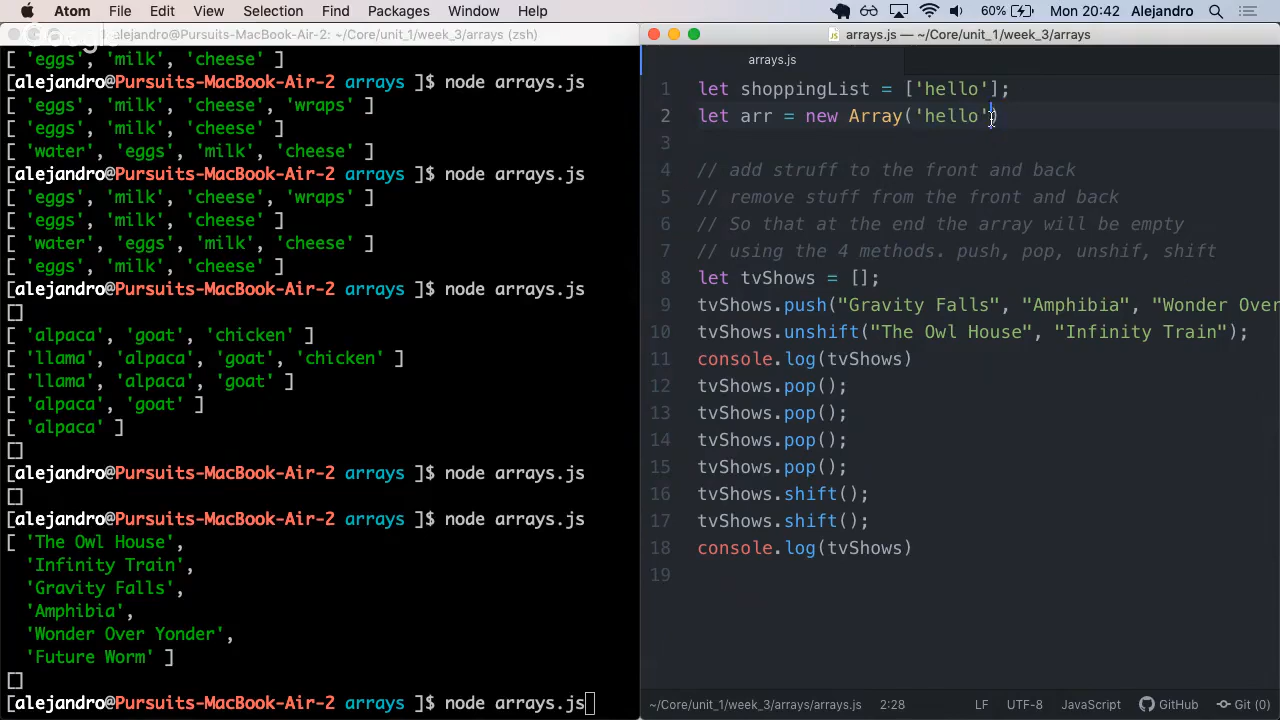 Atom File Edit View Selection Find Packages Window Help 60% Mon 20:42 Alejandro
Google
alejandro@Pursuits-MacBook-Air-2: ~/Core/unit_1/week_3/arrays (zsh)
[ 'eggs', 'milk', 'cheese' ]
[alejandro@Pursuits-MacBook-Air-2 arrays ]$ node arrays.js
[ 'eggs', 'milk', 'cheese', 'wraps' ]
[ 'eggs', 'milk', 'cheese' ]
[ 'water', 'eggs', 'milk', 'cheese' ]
[alejandro@Pursuits-MacBook-Air-2 arrays ]$ node arrays.js
[ 'eggs', 'milk', 'cheese', 'wraps' ]
[ 'eggs', 'milk', 'cheese' ]
[ 'water', 'eggs', 'milk', 'cheese' ]
[ 'eggs', 'milk', 'cheese' ]
[alejandro@Pursuits-MacBook-Air-2 arrays ]$ node arrays.js
[]
[ 'alpaca', 'goat', 'chicken' ]
[ 'llama', 'alpaca', 'goat', 'chicken' ]
[ 'llama', 'alpaca', 'goat' ]
[ 'alpaca', 'goat' ]
[ 'alpaca' ]
[]
[alejandro@Pursuits-MacBook-Air-2 arrays ]$ node arrays.js
[]
[alejandro@Pursuits-MacBook-Air-2 arrays ]$ node arrays.js
[ 'The Owl House',
'Infinity Train',
'Gravity Falls',
'Amphibia',
'Wonder Over Yonder',
'Future Worm' ]
[]
[alejandro@Pursuits-MacBook-Air-2 arrays ]$ node arrays.js
arrays.js — ~/Core/unit_1/week_3/arrays
arrays.js
1 let shoppingList = ['hello'];
2 let arr = new Array('hello')
3
4 // add struff to the front and back
5 // remove stuff from the front and back
6 // So that at the end the array will be empty
7 // using the 4 methods. push, pop, unshif, shift
8 let tvShows = [];
9 tvShows.push("Gravity Falls", "Amphibia", "Wonder Over
10 tvShows.unshift("The Owl House", "Infinity Train");
11 console.log(tvShows)
12 tvShows.pop();
13 tvShows.pop();
14 tvShows.pop();
15 tvShows.pop();
16 tvShows.shift();
17 tvShows.shift();
18 console.log(tvShows)
19
~/Core/unit_1/week_3/arrays/arrays.js 2:28 LF UTF-8 JavaScript GitHub Git (0)